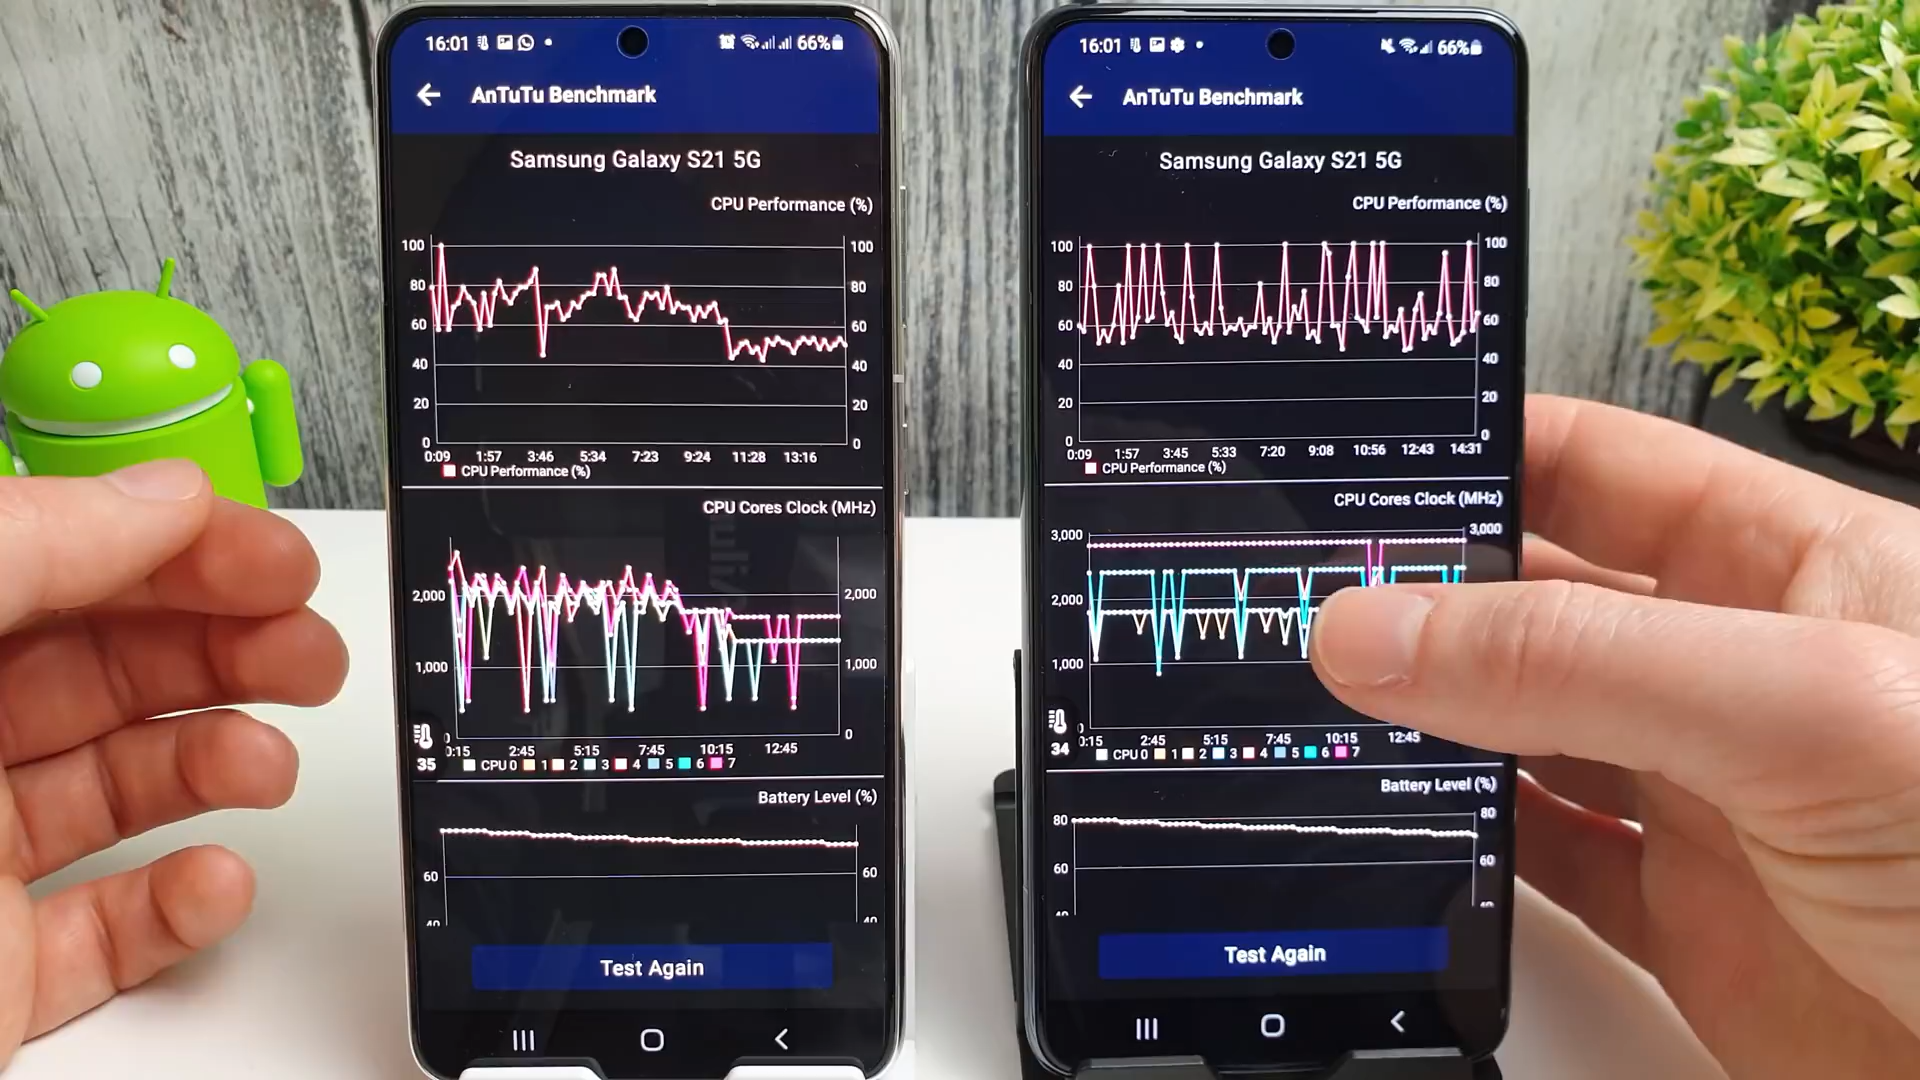 16:01
66%
AnTuTu Benchmark
Samsung Galaxy S21 5G
CPU Performance (%)
100 100
80 80
60 60
40 40
20 20
0 0
0:09 1:57 3:46 5:34 7:23 9:24 11:28 13:16
CPU Performance (%)
CPU Cores Clock (MHz)
2,000 2,000
1,000 1,000
0 0
0:15 2:45 5:15 7:45 10:15 12:45
35
CPU 0 1 2 3 4 5 6 7
Battery Level (%)
60 60
40 40
Test Again
16:01
66%
AnTuTu Benchmark
Samsung Galaxy S21 5G
CPU Performance (%)
100 100
80 80
60 60
40 40
20 20
0 0
0:09 1:57 3:45 5:33 7:20 9:08 10:56 12:43 14:31
CPU Performance (%)
CPU Cores Clock (MHz)
3,000 3,000
2,000
1,000
0
0:15 2:45 5:15 7:45 10:15 12:45
34
CPU 0 1 2 3 4 5 6 7
Battery Level (%)
80 80
60 60
40 40
Test Again